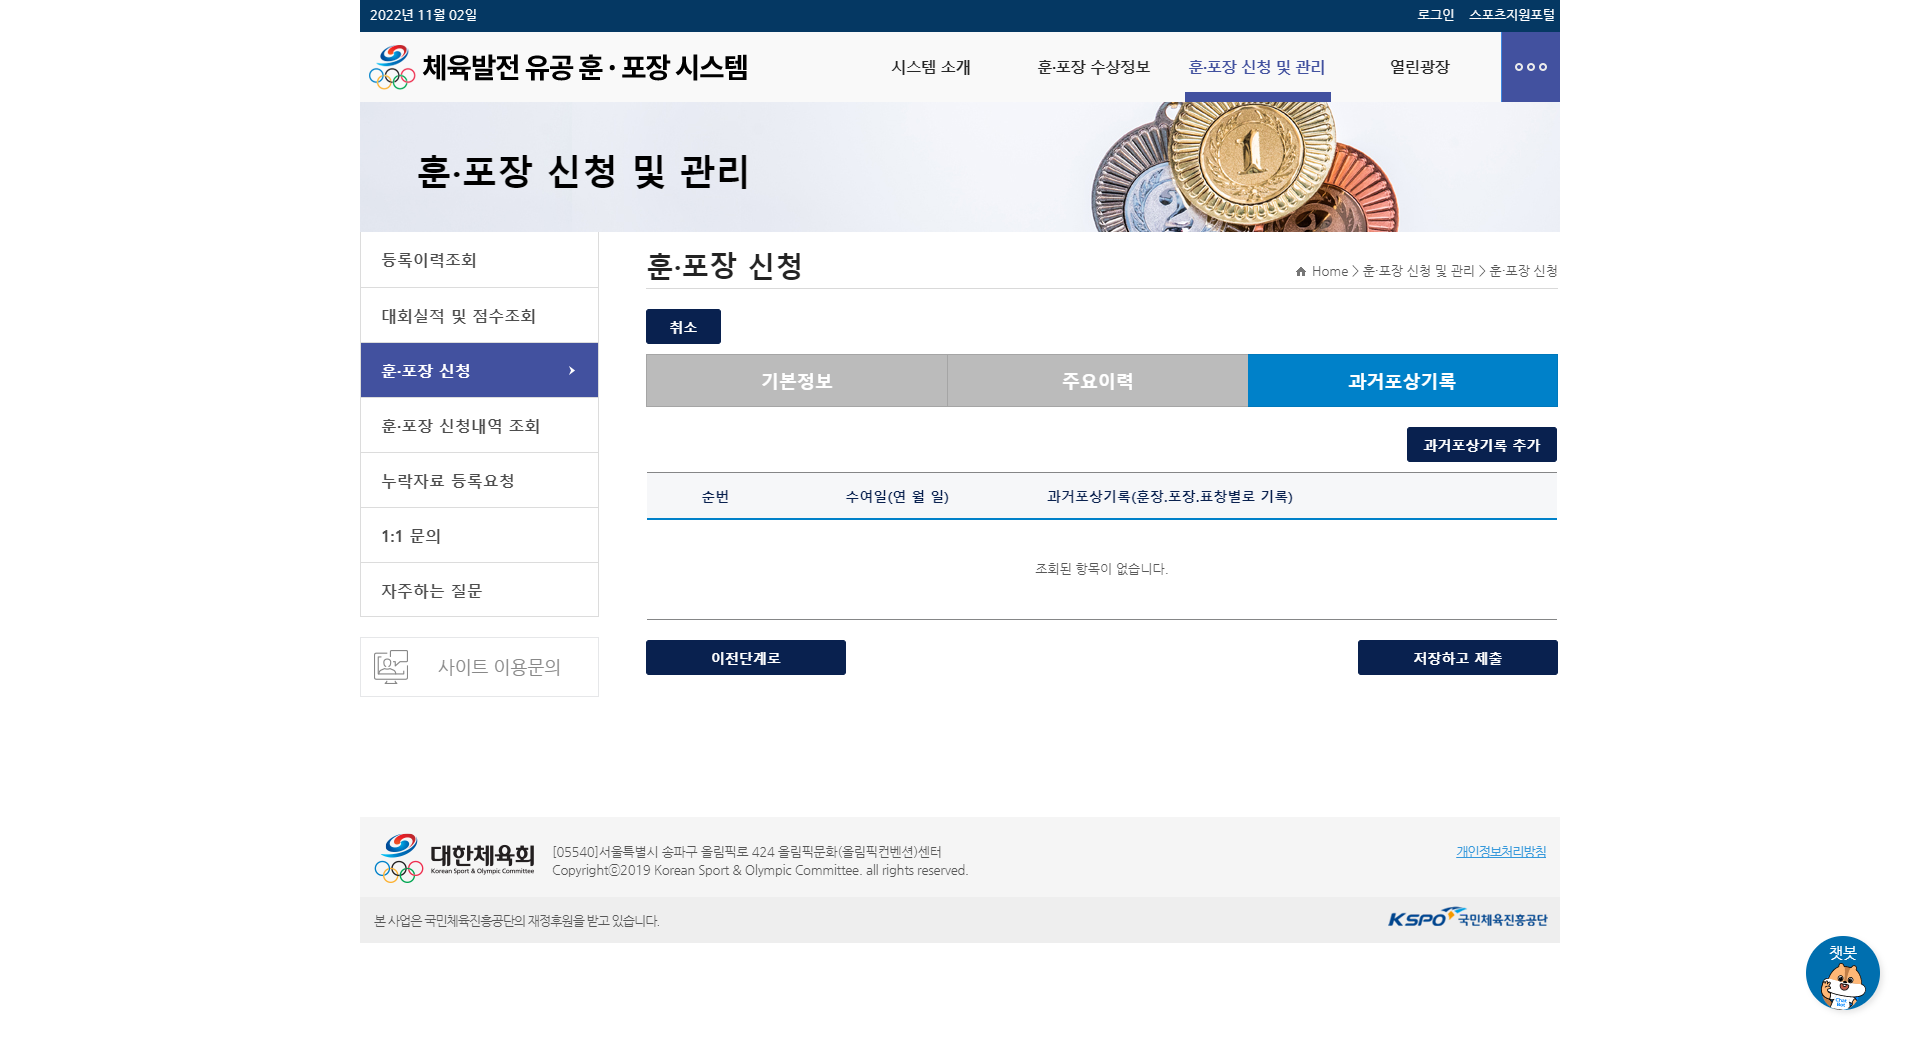 2022년 11월 02일
로그인 스포츠지원포털
체육발전 유공 훈 · 포장 시스템
시스템 소개 훈·포장 수상정보 훈·포장 신청 및 관리 열린광장
훈·포장 신청 및 관리
등록이력조회
대회실적 및 점수조회
훈·포장 신청
훈·포장 신청내역 조회
누락자료 등록요청
1:1 문의
자주하는 질문
사이트 이용문의
훈·포장 신청
Home > 훈·포장 신청 및 관리 > 훈·포장 신청
취소
기본정보 주요이력 과거포상기록
과거포상기록 추가
순번 수여일(연 월 일) 과거포상기록(훈장.포장.표창별로 기록)
조회된 항목이 없습니다.
이전단계로 저장하고 제출
대한체육회
Korean Sport & Olympic Committee
[05540]서울특별시 송파구 올림픽로 424 올림픽문화(올림픽컨벤션)센터
Copyrightⓒ2019 Korean Sport & Olympic Committee. all rights reserved.
개인정보처리방침
본 사업은 국민체육진흥공단의 재정후원을 받고 있습니다.
KSPO 국민체육진흥공단
챗봇
Chat
Bot